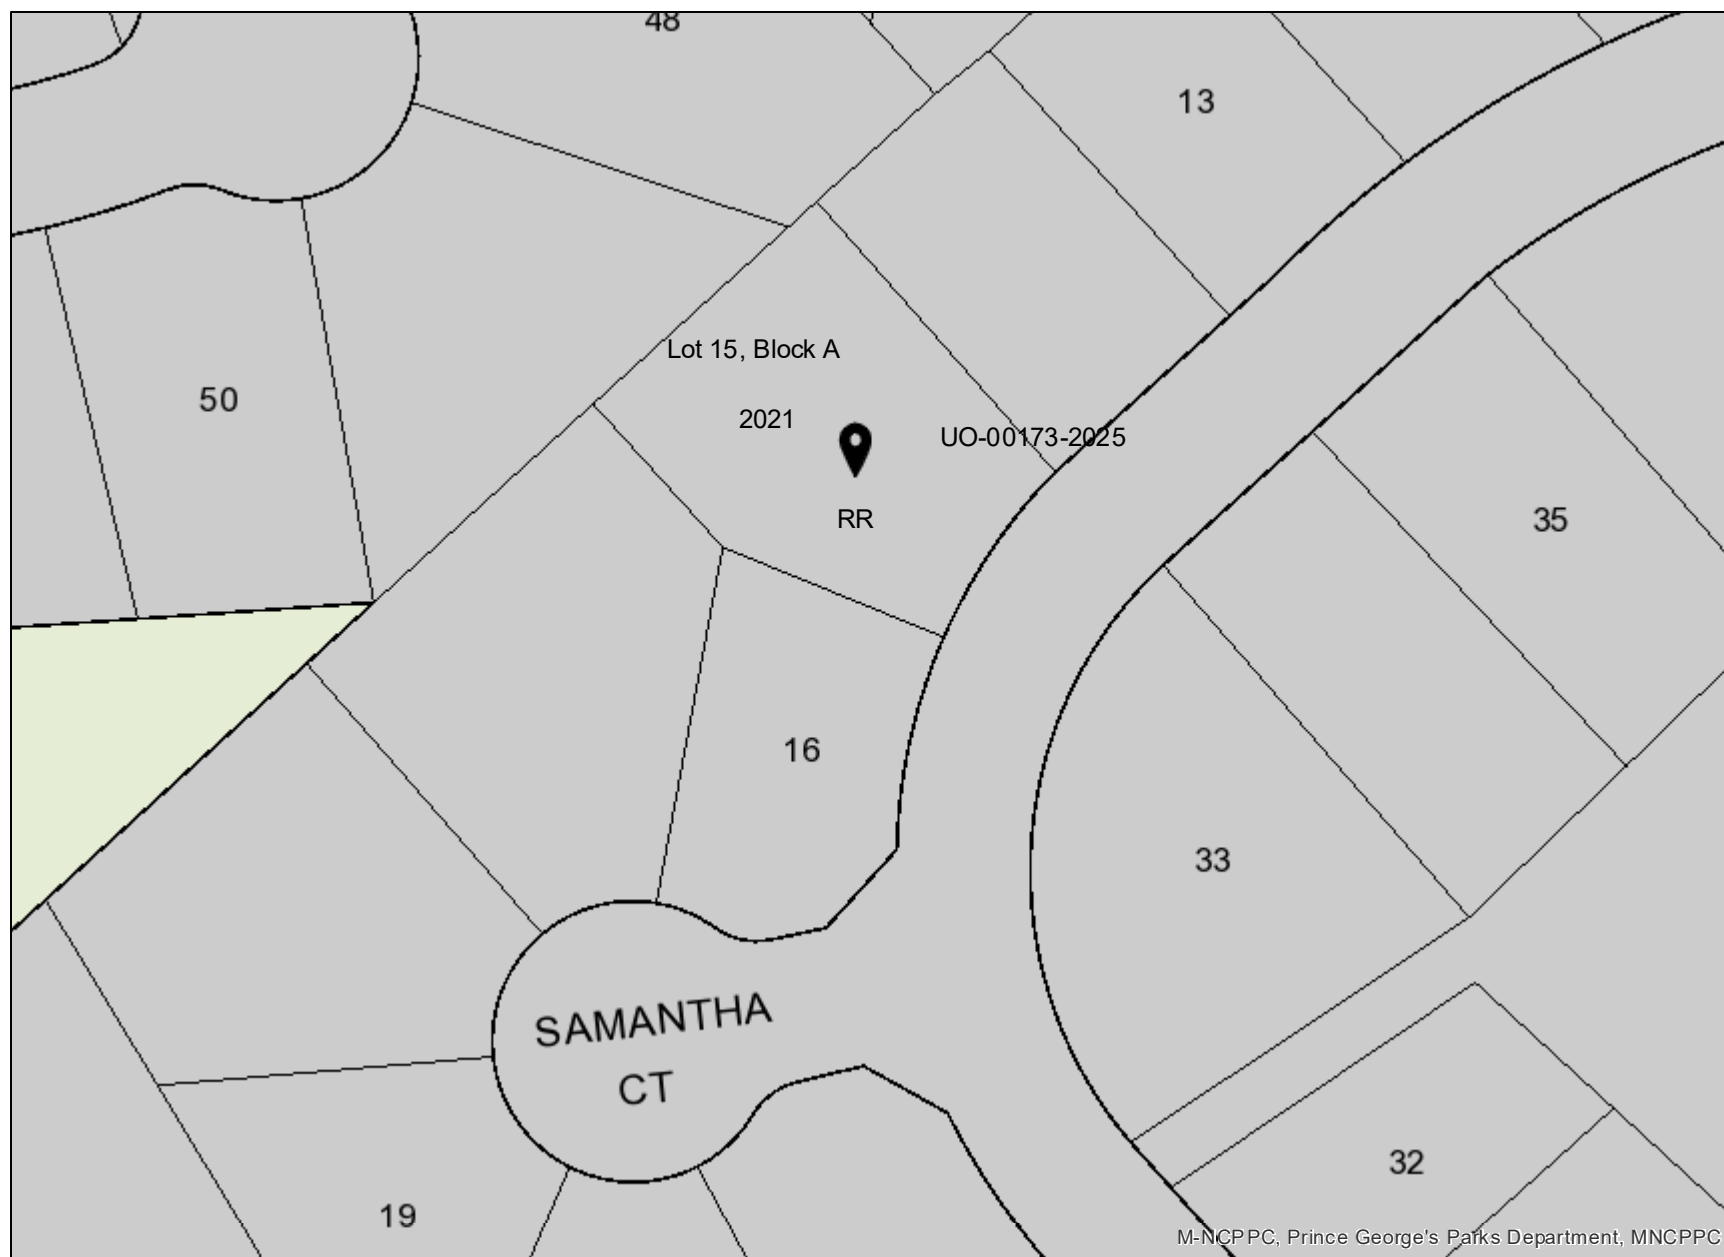 48
13
Lot 15, Block A
50
2021
UO-00173-2025
RR
35
16
33
SAMANTHA
CT
32
19
M-NCPPC, Prince George's Parks Department, MNCPPC